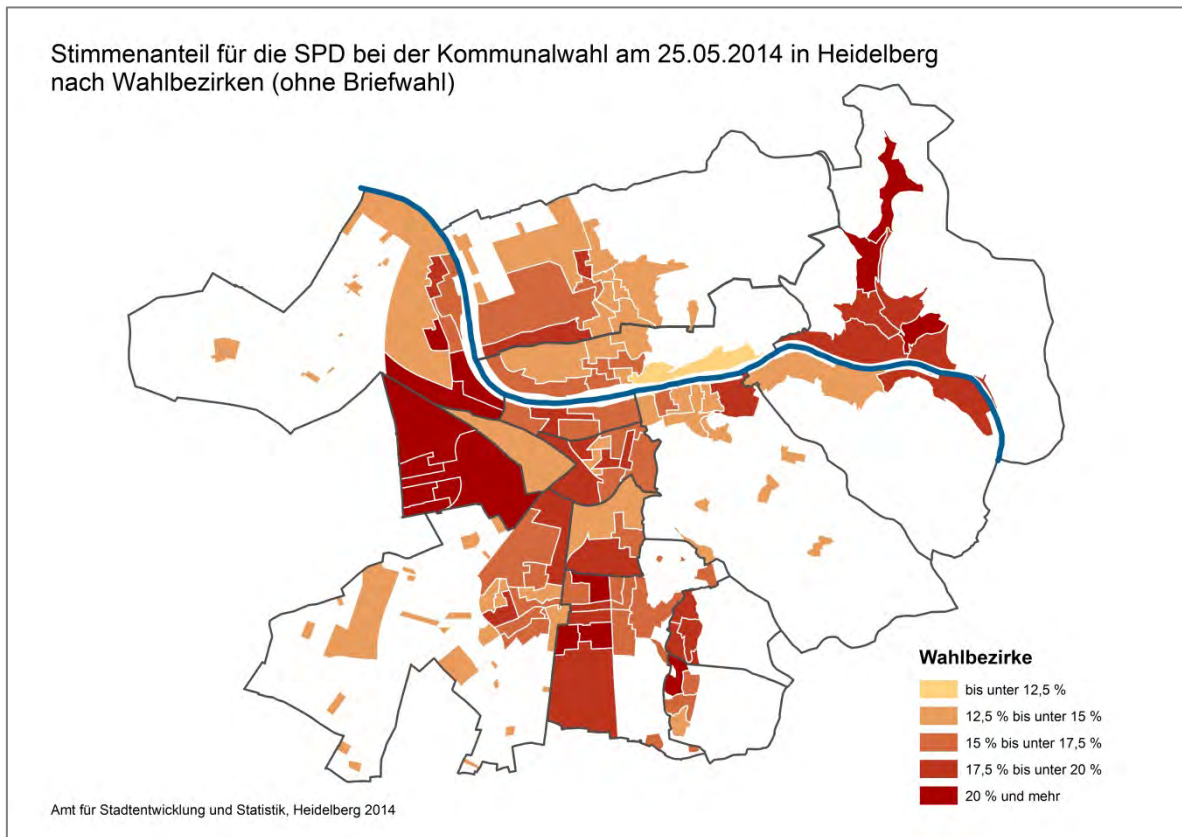 Stimmenanteil für die SPD bei der Kommunalwahl am 25.05.2014 in Heidelberg
nach Wahlbezirken (ohne Briefwahl)
Wahlbezirke
bis unter 12,5 %
12,5 % bis unter 15 %
15 % bis unter 17,5 %
17,5 % bis unter 20 %
20 % und mehr
Amt für Stadtentwicklung und Statistik, Heidelberg 2014